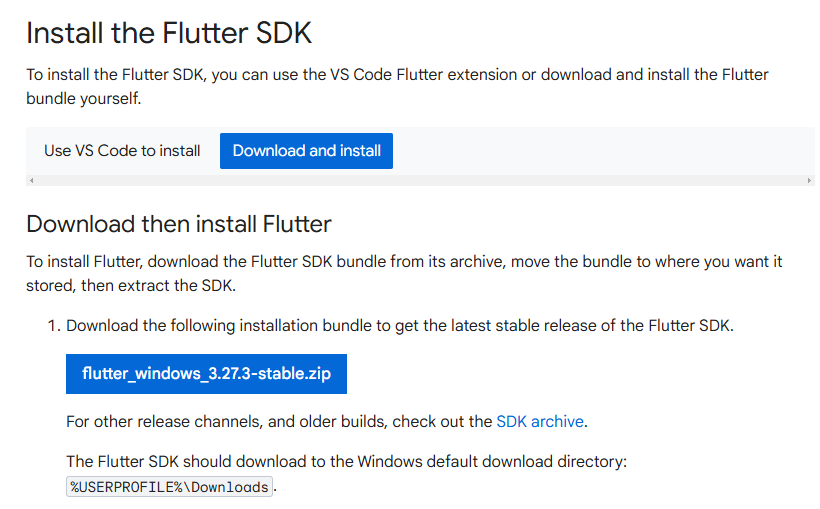 Install the Flutter SDK
To install the Flutter SDK, you can use the VS Code Flutter extension or download and install the Flutter
bundle yourself.
Use VS Code to install Download and install
Download then install Flutter
To install Flutter, download the Flutter SDK bundle from its archive, move the bundle to where you want it
stored, then extract the SDK.
1. Download the following installation bundle to get the latest stable release of the Flutter SDK.
flutter_windows_3.27.3-stable.zip
For other release channels, and older builds, check out the SDK archive.
The Flutter SDK should download to the Windows default download directory:
%USERPROFILE%\Downloads.